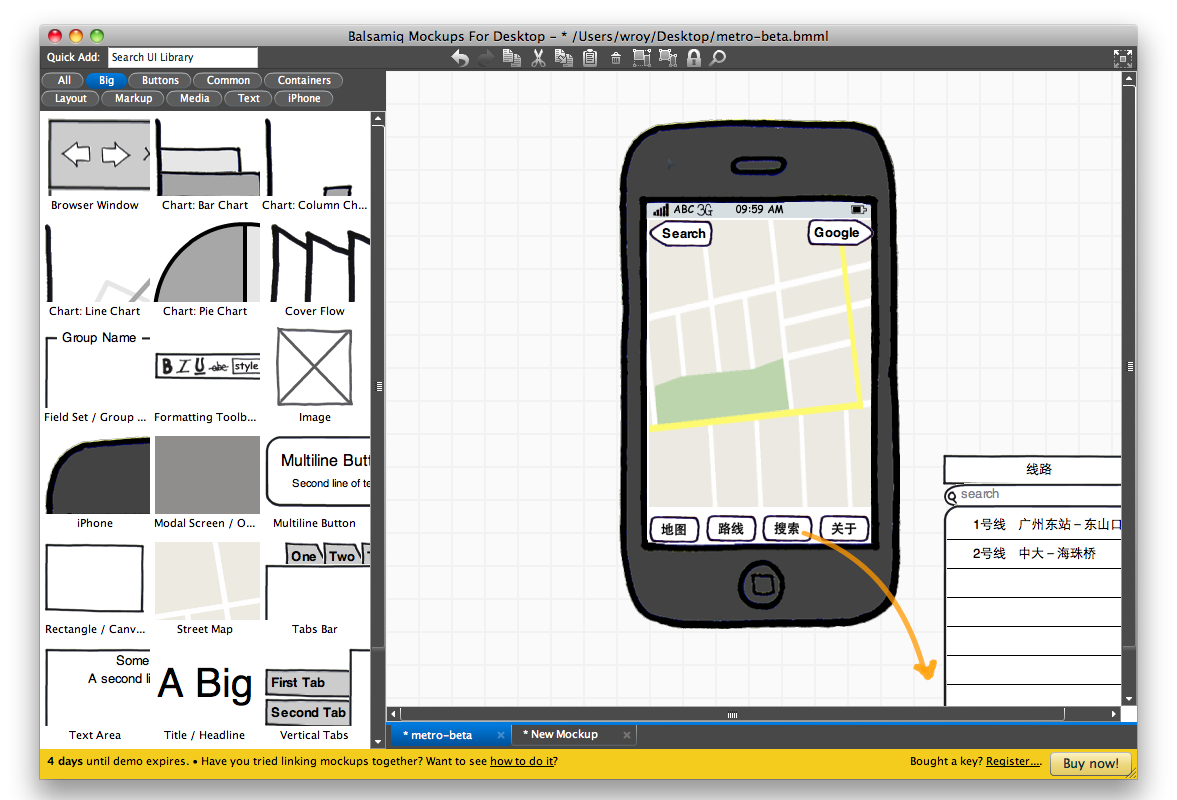 Balsamiq Mockups For Desktop – * /Users/wroy/Desktop/metro-beta.bmml
Quick Add: Search UI Library
All Big Buttons Common Containers
Layout Markup Media Text iPhone
Browser Window Chart: Bar Chart Chart: Column Ch...
Chart: Line Chart Chart: Pie Chart Cover Flow
Group Name
B I U abc style
Field Set / Group ... Formatting Toolb... Image
Multiline Butt
Second line of te
iPhone Modal Screen / O... Multiline Button
One Two T
Rectangle / Canv... Street Map Tabs Bar
Some
A second li
A Big
First Tab
Second Tab
Text Area Title / Headline Vertical Tabs
ABC 3G 09:59 AM
Search Google
地图 路线 搜索 关于
线路
search
1号线 广州东站–东山口
2号线 中大–海珠桥
* metro-beta × * New Mockup ×
4 days until demo expires. • Have you tried linking mockups together? Want to see how to do it?
Bought a key? Register.... Buy now!